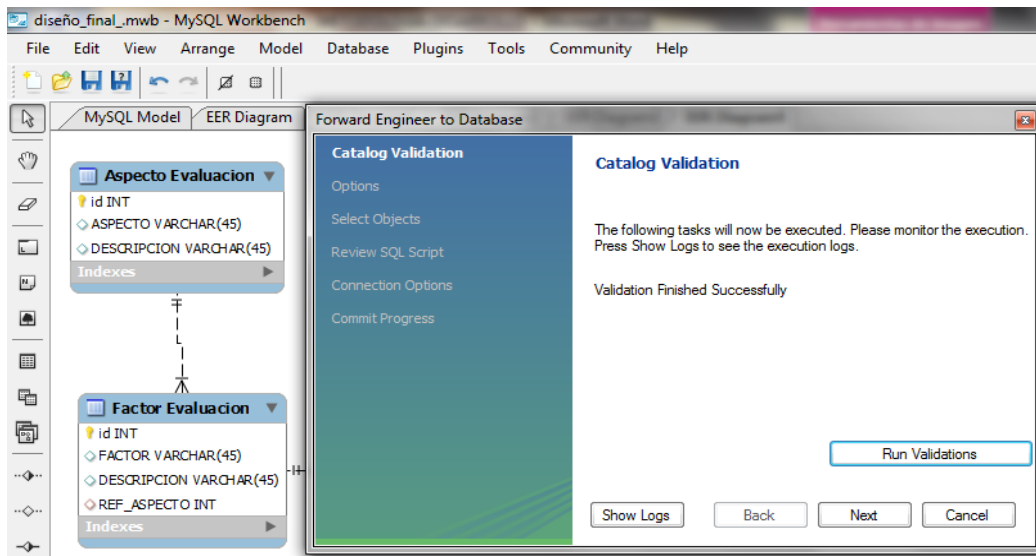 diseño_final_.mwb - MySQL Workbench
File Edit View Arrange Model Database Plugins Tools Community Help
MySQL Model EER Diagram
Aspecto Evaluacion
id INT
ASPECTO VARCHAR(45)
DESCRIPCION VARCHAR(45)
Indexes
Factor Evaluacion
id INT
FACTOR VARCHAR(45)
DESCRIPCION VARCHAR(45)
REF_ASPECTO INT
Indexes
Forward Engineer to Database
Catalog Validation
Options
Select Objects
Review SQL Script
Connection Options
Commit Progress
Catalog Validation
The following tasks will now be executed. Please monitor the execution.
Press Show Logs to see the execution logs.
Validation Finished Successfully
Run Validations
Show Logs Back Next Cancel